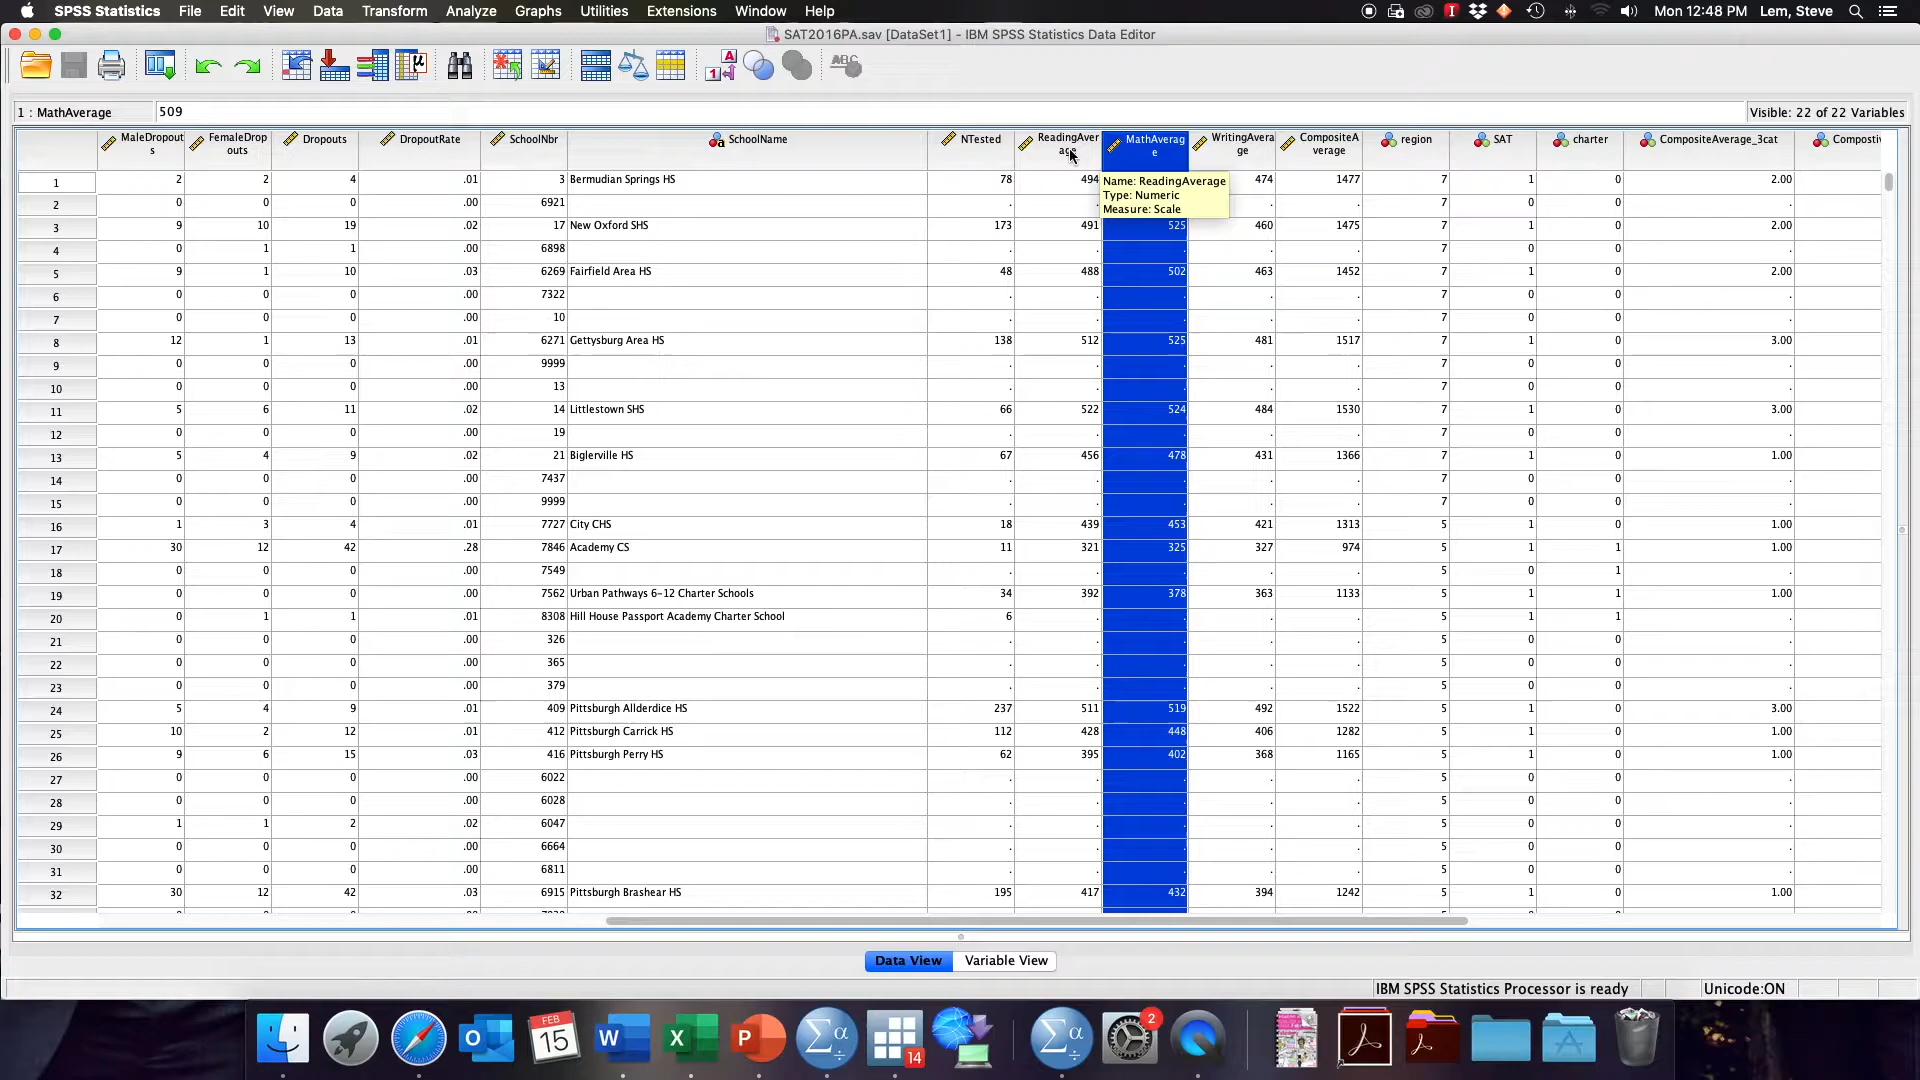 SPSS Statistics File Edit View Data Transform Analyze Graphs Utilities Extensions Window Help Mon 12:48 PM Lem, Steve
SAT2016PA.sav [DataSet1] - IBM SPSS Statistics Data Editor
1 : MathAverage 509 Visible: 22 of 22 Variables
MaleDropouts FemaleDropouts Dropouts DropoutRate SchoolNbr SchoolName NTested ReadingAverage MathAverage WritingAverage CompositeAverage region SAT charter CompositeAverage_3cat Compostiv
1 2 2 4 .01 3 Bermudian Springs HS 78 494 474 1477 7 1 0 2.00
Name: ReadingAverage
Type: Numeric
Measure: Scale
2 0 0 0 .00 6921 . . . . 7 0 0 .
3 9 10 19 .02 17 New Oxford SHS 173 491 525 460 1475 7 1 0 2.00
4 0 1 1 .00 6898 . . . . . 7 0 0 .
5 9 1 10 .03 6269 Fairfield Area HS 48 488 502 463 1452 7 1 0 2.00
6 0 0 0 .00 7322 . . . . . 7 0 0 .
7 0 0 0 .00 10 . . . . . 7 0 0 .
8 12 1 13 .01 6271 Gettysburg Area HS 138 512 525 481 1517 7 1 0 3.00
9 0 0 0 .00 9999 . . . . . 7 0 0 .
10 0 0 0 .00 13 . . . . . 7 0 0 .
11 5 6 11 .02 14 Littlestown SHS 66 522 524 484 1530 7 1 0 3.00
12 0 0 0 .00 19 . . . . . 7 0 0 .
13 5 4 9 .02 21 Biglerville HS 67 456 478 431 1366 7 1 0 1.00
14 0 0 0 .00 7437 . . . . . 7 0 0 .
15 0 0 0 .00 9999 . . . . . 7 0 0 .
16 1 3 4 .01 7727 City CHS 18 439 453 421 1313 5 1 0 1.00
17 30 12 42 .28 7846 Academy CS 11 321 325 327 974 5 1 1 1.00
18 0 0 0 .00 7549 . . . . . 5 0 1 .
19 0 0 0 .00 7562 Urban Pathways 6-12 Charter Schools 34 392 378 363 1133 5 1 1 1.00
20 0 1 1 .01 8308 Hill House Passport Academy Charter School 6 . . . . 5 1 1 .
21 0 0 0 .00 326 . . . . . 5 0 0 .
22 0 0 0 .00 365 . . . . . 5 0 0 .
23 0 0 0 .00 379 . . . . . 5 0 0 .
24 5 4 9 .01 409 Pittsburgh Allderdice HS 237 511 519 492 1522 5 1 0 3.00
25 10 2 12 .01 412 Pittsburgh Carrick HS 112 428 448 406 1282 5 1 0 1.00
26 9 6 15 .03 416 Pittsburgh Perry HS 62 395 402 368 1165 5 1 0 1.00
27 0 0 0 .00 6022 . . . . . 5 0 0 .
28 0 0 0 .00 6028 . . . . . 5 0 0 .
29 1 1 2 .02 6047 . . . . . 5 0 0 .
30 0 0 0 .00 6664 . . . . . 5 0 0 .
31 0 0 0 .00 6811 . . . . . 5 0 0 .
32 30 12 42 .03 6915 Pittsburgh Brashear HS 195 417 432 394 1242 5 1 0 1.00
Data View Variable View
IBM SPSS Statistics Processor is ready Unicode:ON
FEB
15
14
2